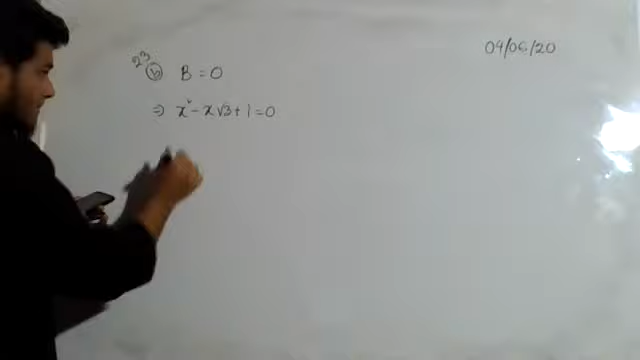 04/06/20
23
(b) B = 0
⇒ x² - x√3 + 1 = 0